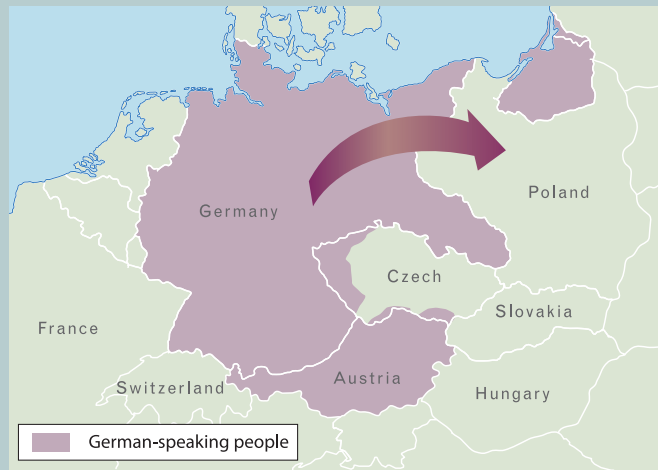 Germany
Poland
Czech
Slovakia
France
Switzerland
Austria
Hungary
German-speaking people